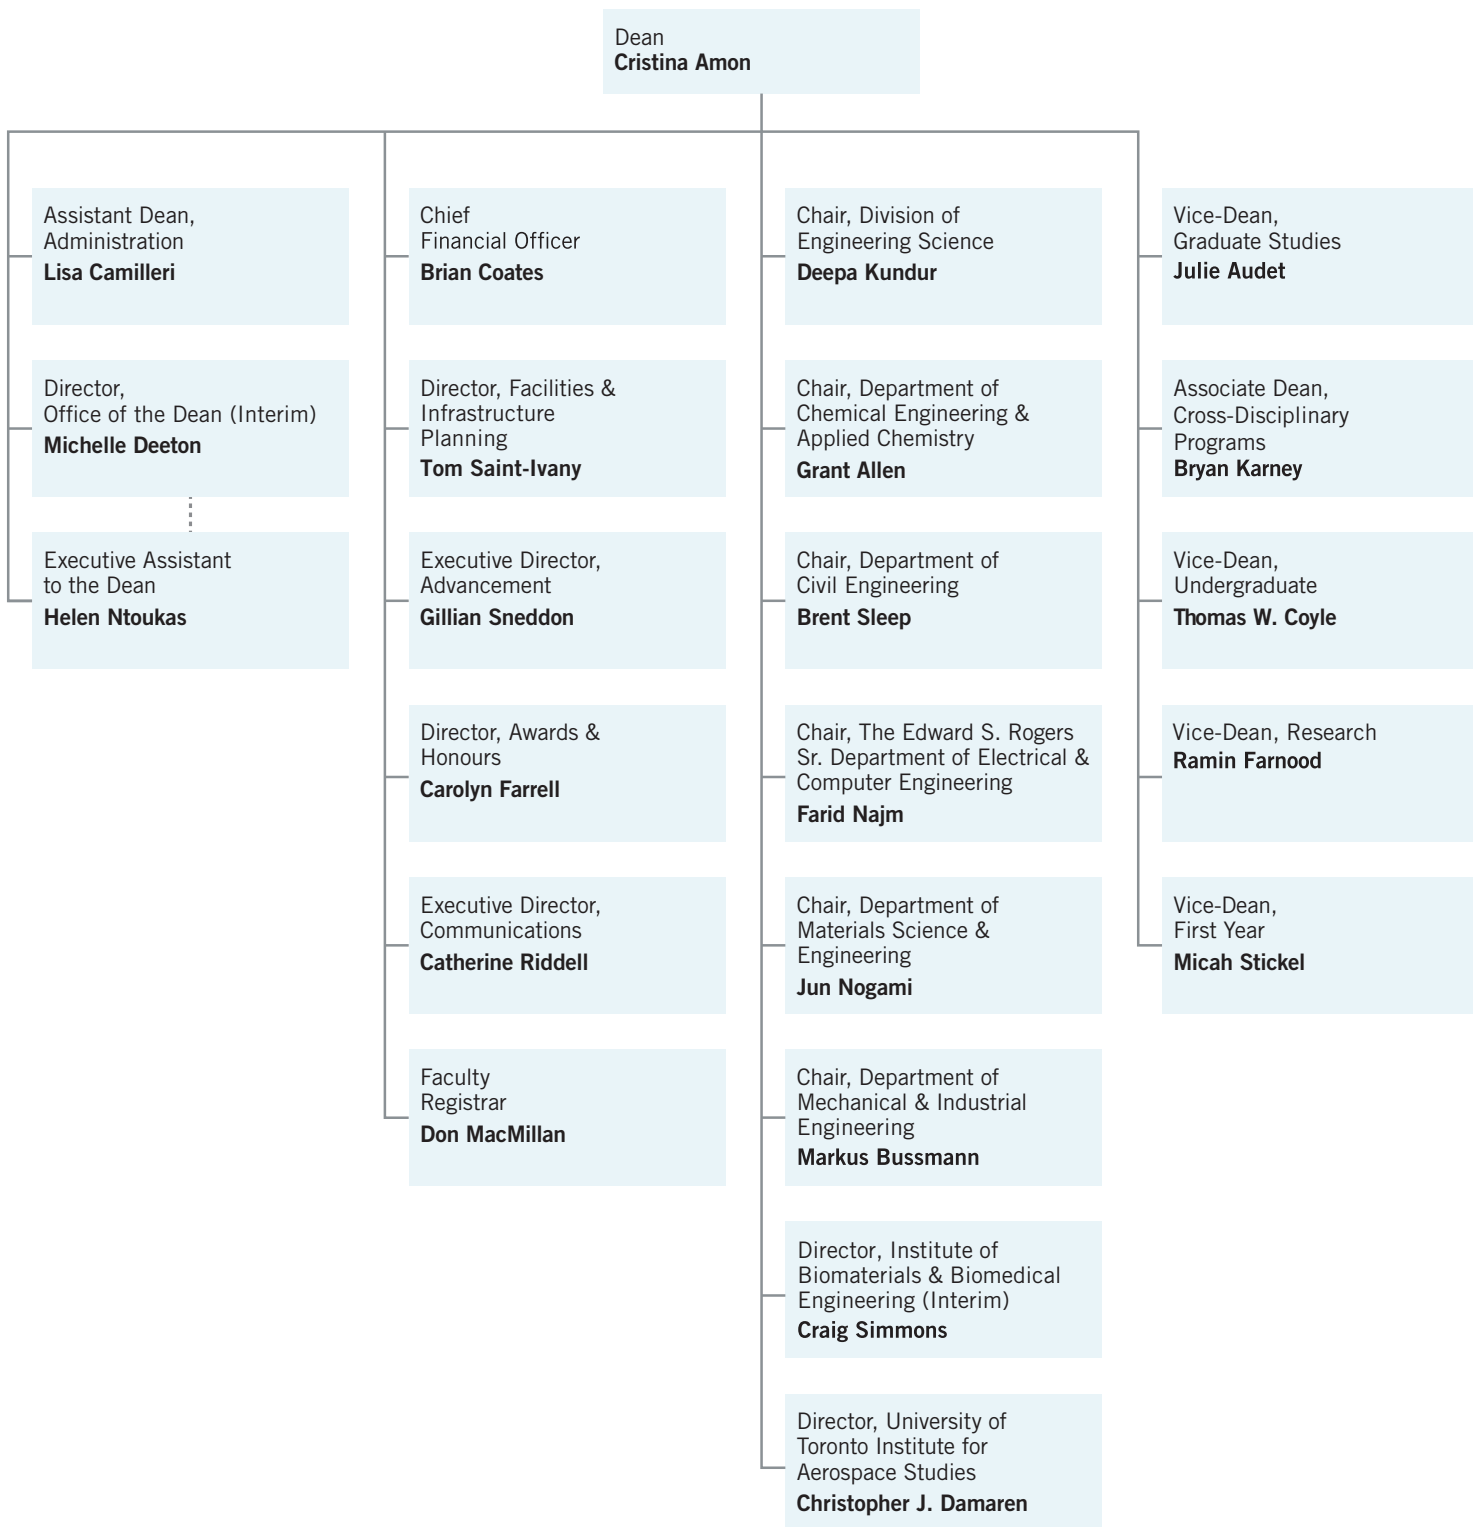 Dean
Cristina Amon
Assistant Dean,
Administration
Lisa Camilleri
Director,
Office of the Dean (Interim)
Michelle Deeton
Executive Assistant
to the Dean
Helen Ntoukas
Chief
Financial Officer
Brian Coates
Director, Facilities &
Infrastructure
Planning
Tom Saint-Ivany
Executive Director,
Advancement
Gillian Sneddon
Director, Awards &
Honours
Carolyn Farrell
Executive Director,
Communications
Catherine Riddell
Faculty
Registrar
Don MacMillan
Chair, Division of
Engineering Science
Deepa Kundur
Chair, Department of
Chemical Engineering &
Applied Chemistry
Grant Allen
Chair, Department of
Civil Engineering
Brent Sleep
Chair, The Edward S. Rogers
Sr. Department of Electrical &
Computer Engineering
Farid Najm
Chair, Department of
Materials Science &
Engineering
Jun Nogami
Chair, Department of
Mechanical & Industrial
Engineering
Markus Bussmann
Director, Institute of
Biomaterials & Biomedical
Engineering (Interim)
Craig Simmons
Director, University of
Toronto Institute for
Aerospace Studies
Christopher J. Damaren
Vice-Dean,
Graduate Studies
Julie Audet
Associate Dean,
Cross-Disciplinary
Programs
Bryan Karney
Vice-Dean,
Undergraduate
Thomas W. Coyle
Vice-Dean, Research
Ramin Farnood
Vice-Dean,
First Year
Micah Stickel